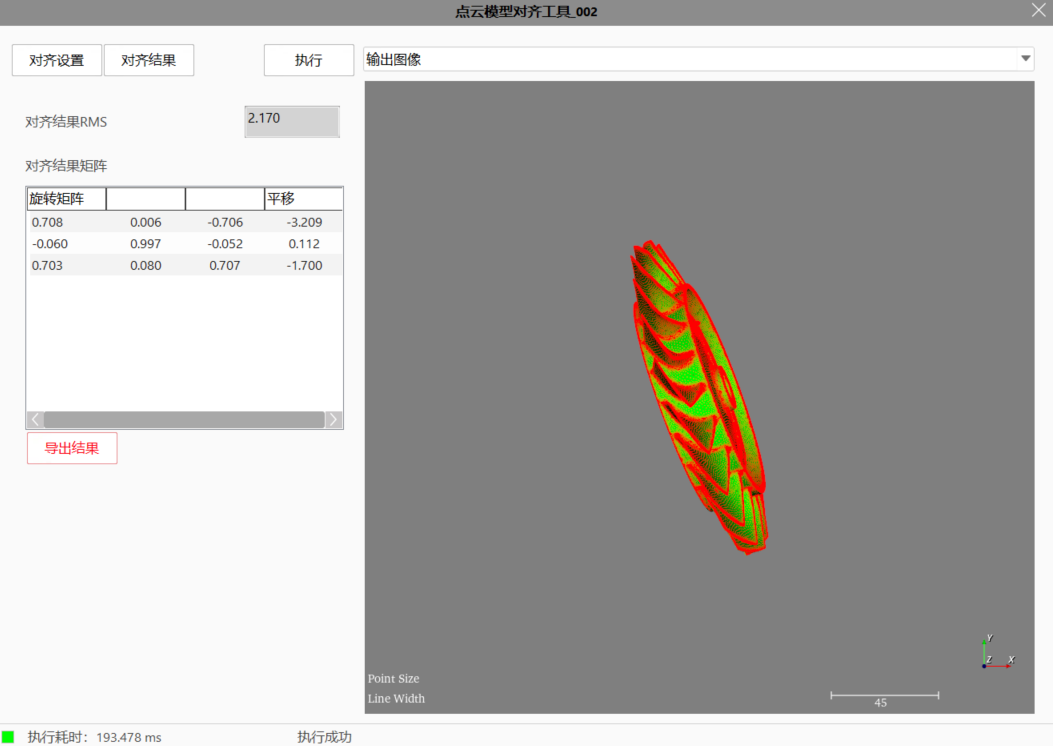 点云模型对齐工具_002
对齐设置 对齐结果 执行 输出图像
对齐结果RMS 2.170
对齐结果矩阵
旋转矩阵 平移
0.708 0.006 -0.706 -3.209
-0.060 0.997 -0.052 0.112
0.703 0.080 0.707 -1.700
导出结果
Y
Z X
Point Size
Line Width
45
执行耗时: 193.478 ms 执行成功